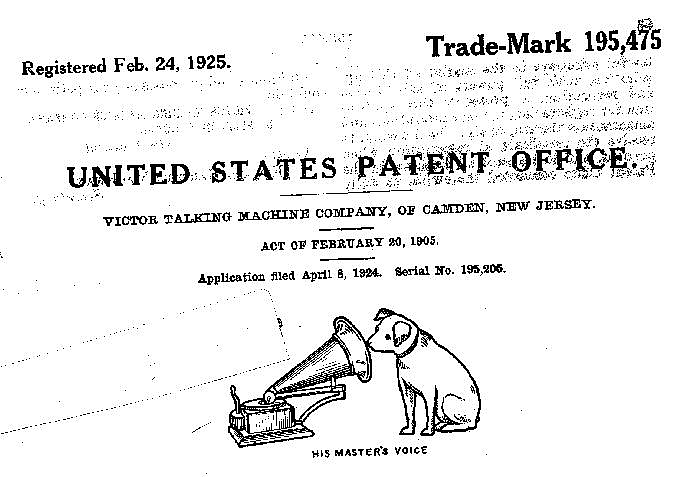 Registered Feb. 24, 1925.
Trade-Mark 195,475
UNITED STATES PATENT OFFICE.
VICTOR TALKING MACHINE COMPANY, OF CAMDEN, NEW JERSEY.
ACT OF FEBRUARY 20, 1905.
Application filed April 8, 1924. Serial No. 195,206.
HIS MASTER'S VOICE